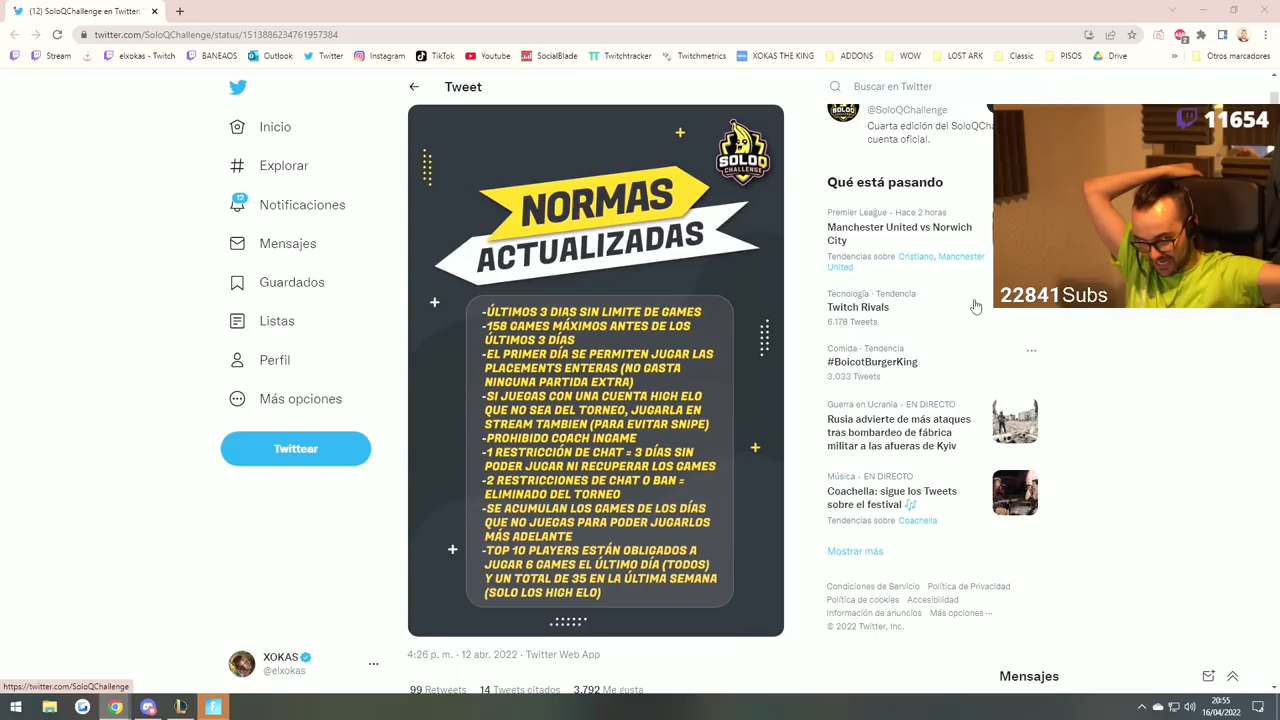 (12) SoloQChallenge en Twitter
twitter.com/SoloQChallenge/status/1513886234761957384
Stream
elxokas - Twitch
BANEAOS
Outlook
Twitter
Instagram
TikTok
Youtube
SocialBlade
Twitchtracker
Twitchmetrics
XOKAS THE KING
ADDONS
WOW
LOST ARK
Classic
PISOS
Drive
»
Otros marcadores
Inicio
Explorar
12
Notificaciones
Mensajes
Guardados
Listas
Perfil
Más opciones
Twittear
XOKAS
@elxokas
https://twitter.com/SoloQChallenge
Tweet
SOLOQ
CHALLENGE
NORMAS
ACTUALIZADAS
-ÚLTIMOS 3 DIAS SIN LIMITE DE GAMES
-158 GAMES MÁXIMOS ANTES DE LOS
ÚLTIMOS 3 DÍAS
-EL PRIMER DÍA SE PERMITEN JUGAR LAS
PLACEMENTS ENTERAS (NO GASTA
NINGUNA PARTIDA EXTRA)
-SI JUEGAS CON UNA CUENTA HIGH ELO
QUE NO SEA DEL TORNEO, JUGARLA EN
STREAM TAMBIEN (PARA EVITAR SNIPE)
-PROHIBIDO COACH INGAME
-1 RESTRICCIÓN DE CHAT = 3 DÍAS SIN
PODER JUGAR NI RECUPERAR LOS GAMES
-2 RESTRICCIONES DE CHAT O BAN =
ELIMINADO DEL TORNEO
-SE ACUMULAN LOS GAMES DE LOS DÍAS
QUE NO JUEGAS PARA PODER JUGARLOS
MÁS ADELANTE
-TOP 10 PLAYERS ESTÁN OBLIGADOS A
JUGAR 6 GAMES EL ÚLTIMO DÍA (TODOS)
Y UN TOTAL DE 35 EN LA ÚLTIMA SEMANA
(SOLO LOS HIGH ELO)
4:26 p. m. · 12 abr. 2022 · Twitter Web App
99 Retweets 14 Tweets citados 3.792 Me gusta
Buscar en Twitter
@SoloQChallenge
Cuarta edición del SoloQCha
cuenta oficial.
11654
22841 Subs
Qué está pasando
Premier League · Hace 2 horas
Manchester United vs Norwich
City
Tendencias sobre Cristiano, Manchester
United
Tecnología · Tendencia
Twitch Rivals
6.178 Tweets
Comida · Tendencia
#BoicotBurgerKing
3.033 Tweets
Guerra en Ucrania · EN DIRECTO
Rusia advierte de más ataques
tras bombardeo de fábrica
militar a las afueras de Kyiv
Música · EN DIRECTO
Coachella: sigue los Tweets
sobre el festival
Tendencias sobre Coachella
Mostrar más
Condiciones de Servicio Política de Privacidad
Política de cookies Accesibilidad
Información de anuncios Más opciones ···
© 2022 Twitter, Inc.
Mensajes
20:55
16/04/2022